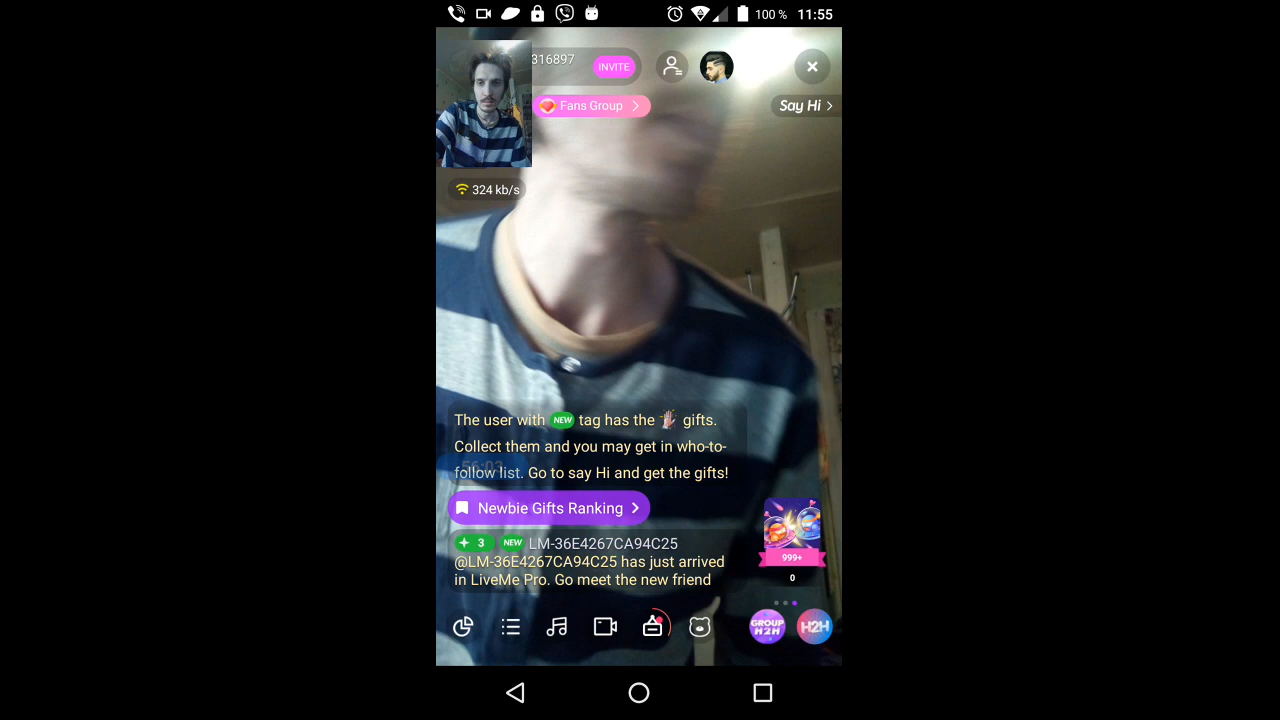 100 % 11:55
316897
INVITE
Fans Group
Say Hi
324 kb/s
The user with NEW tag has the gifts.
Collect them and you may get in who-to-
follow list. Go to say Hi and get the gifts!
56:03
Newbie Gifts Ranking
3 NEW LM-36E4267CA94C25
@LM-36E4267CA94C25 has just arrived
in LiveMe Pro. Go meet the new friend
999+
0
GROUP
H2H
H2H